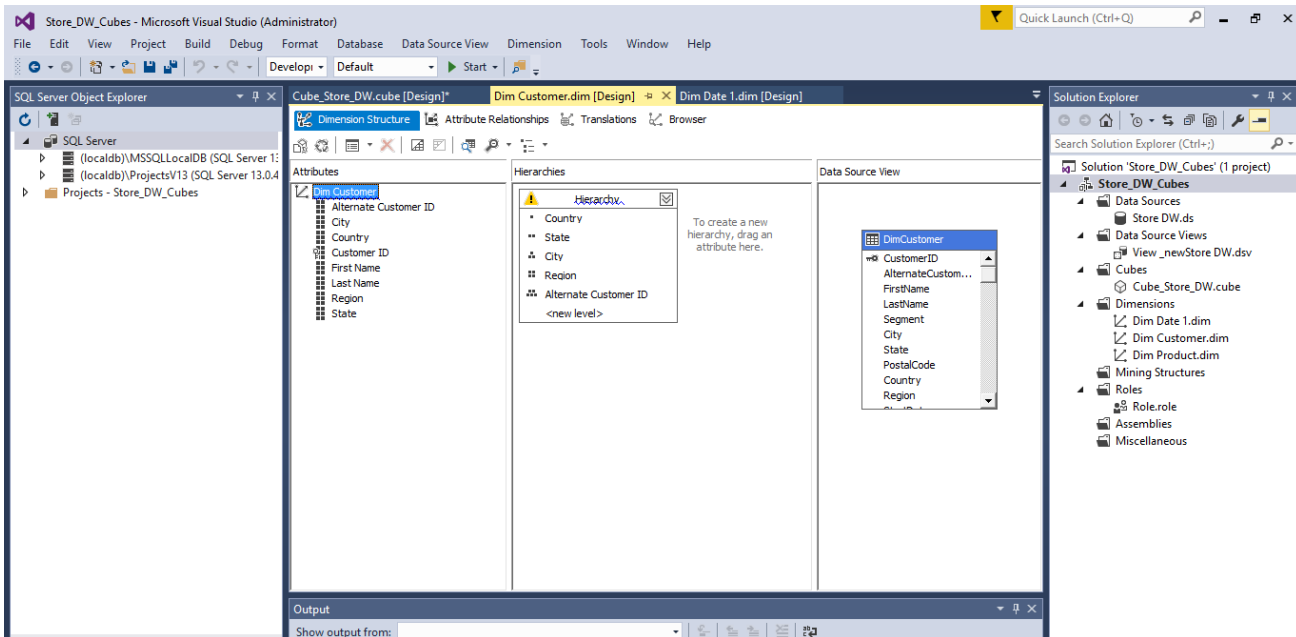 Store_DW_Cubes - Microsoft Visual Studio (Administrator)
Quick Launch (Ctrl+Q)
File Edit View Project Build Debug Format Database Data Source View Dimension Tools Window Help
Develop Default Start
SQL Server Object Explorer
SQL Server
(localdb)\MSSQLLocalDB (SQL Server 13
(localdb)\ProjectsV13 (SQL Server 13.0.4
Projects - Store_DW_Cubes
Cube_Store_DW.cube [Design]* Dim Customer.dim [Design] Dim Date 1.dim [Design]
Dimension Structure Attribute Relationships Translations Browser
Attributes
Dim Customer
Alternate Customer ID
City
Country
Customer ID
First Name
Last Name
Region
State
Hierarchies
Hierarchy
Country
State
City
Region
Alternate Customer ID
<new level>
To create a new
hierarchy, drag an
attribute here.
Data Source View
DimCustomer
CustomerID
AlternateCustom...
FirstName
LastName
Segment
City
State
PostalCode
Country
Region
Output
Show output from:
Solution Explorer
Search Solution Explorer (Ctrl+;)
Solution 'Store_DW_Cubes' (1 project)
Store_DW_Cubes
Data Sources
Store DW.ds
Data Source Views
View _newStore DW.dsv
Cubes
Cube_Store_DW.cube
Dimensions
Dim Date 1.dim
Dim Customer.dim
Dim Product.dim
Mining Structures
Roles
Role.role
Assemblies
Miscellaneous